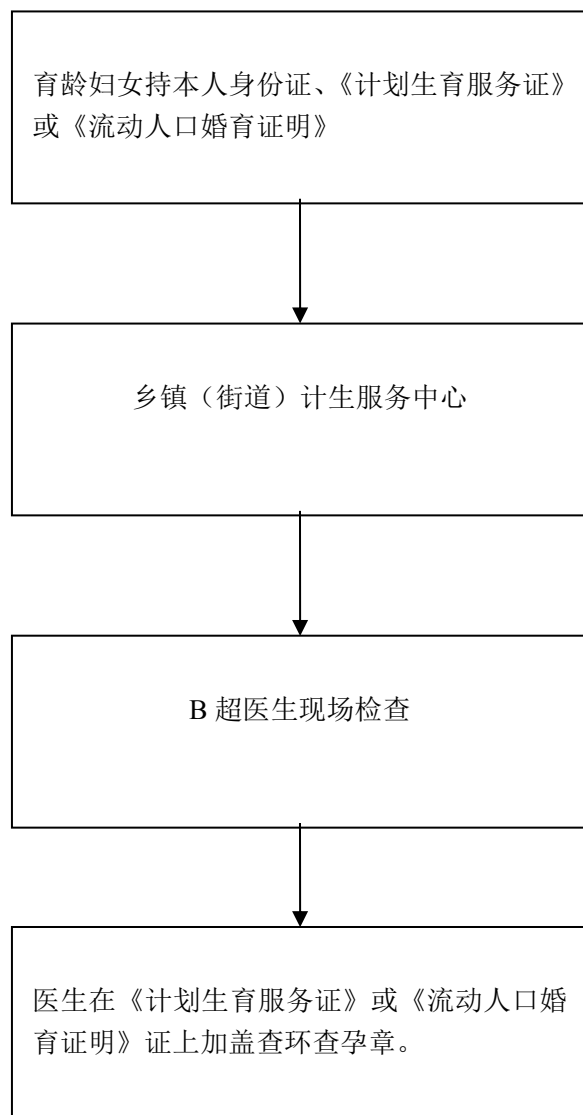 育龄妇女持本人身份证、《计划生育服务证》
或《流动人口婚育证明》
乡镇（街道）计生服务中心
B 超医生现场检查
医生在《计划生育服务证》或《流动人口婚
育证明》证上加盖查环查孕章。